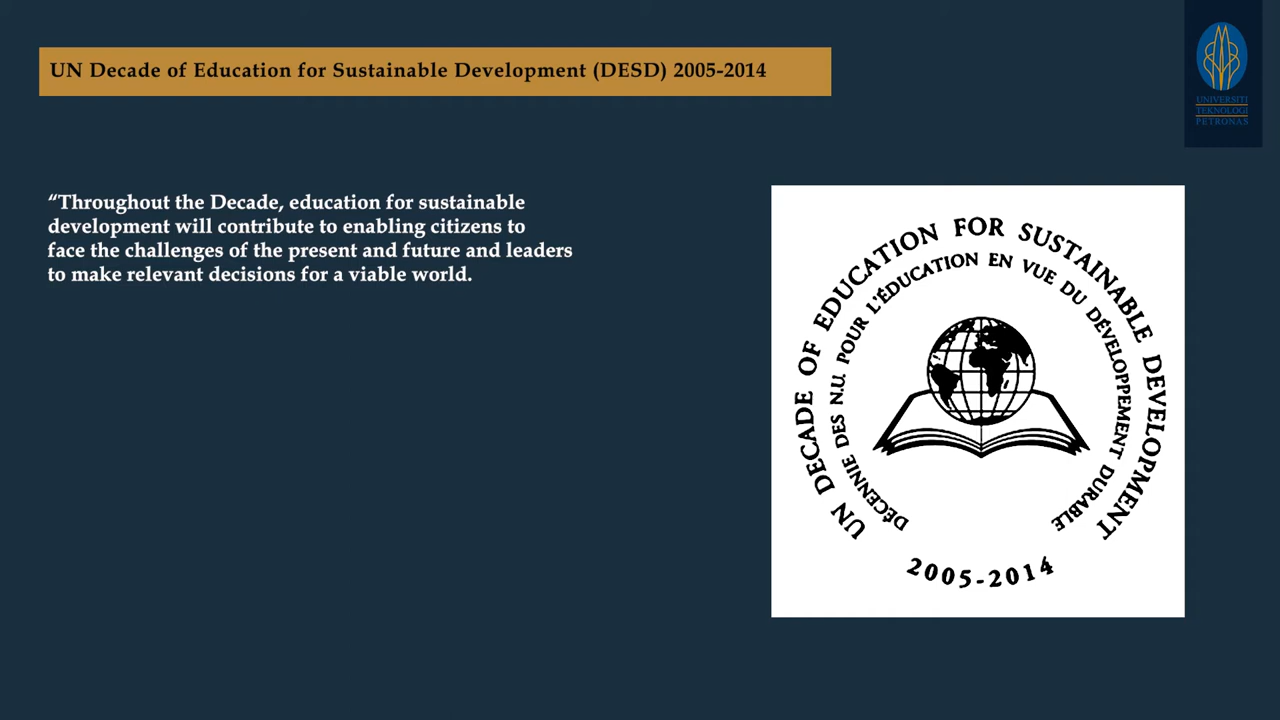 UN Decade of Education for Sustainable Development (DESD) 2005-2014
UNIVERSITI
TEKNOLOGI
PETRONAS
“Throughout the Decade, education for sustainable
development will contribute to enabling citizens to
face the challenges of the present and future and leaders
to make relevant decisions for a viable world.
UN DECADE OF EDUCATION FOR SUSTAINABLE DEVELOPMENT
DÉCENNIE DES N.U. POUR L'ÉDUCATION EN VUE DU DÉVELOPPEMENT DURABLE
2005-2014